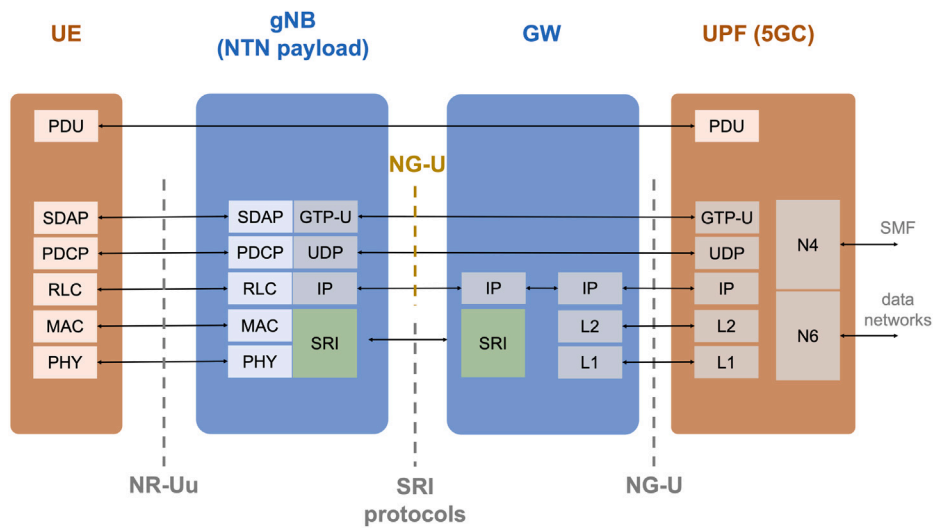 UE
gNB
(NTN payload)
GW
UPF (5GC)
PDU
PDU
NG-U
SDAP
SDAP
GTP-U
GTP-U
PDCP
PDCP
UDP
UDP
N4
SMF
RLC
RLC
IP
IP
IP
IP
MAC
MAC
SRI
SRI
L2
L2
N6
data
networks
PHY
PHY
L1
L1
NR-Uu
SRI
protocols
NG-U